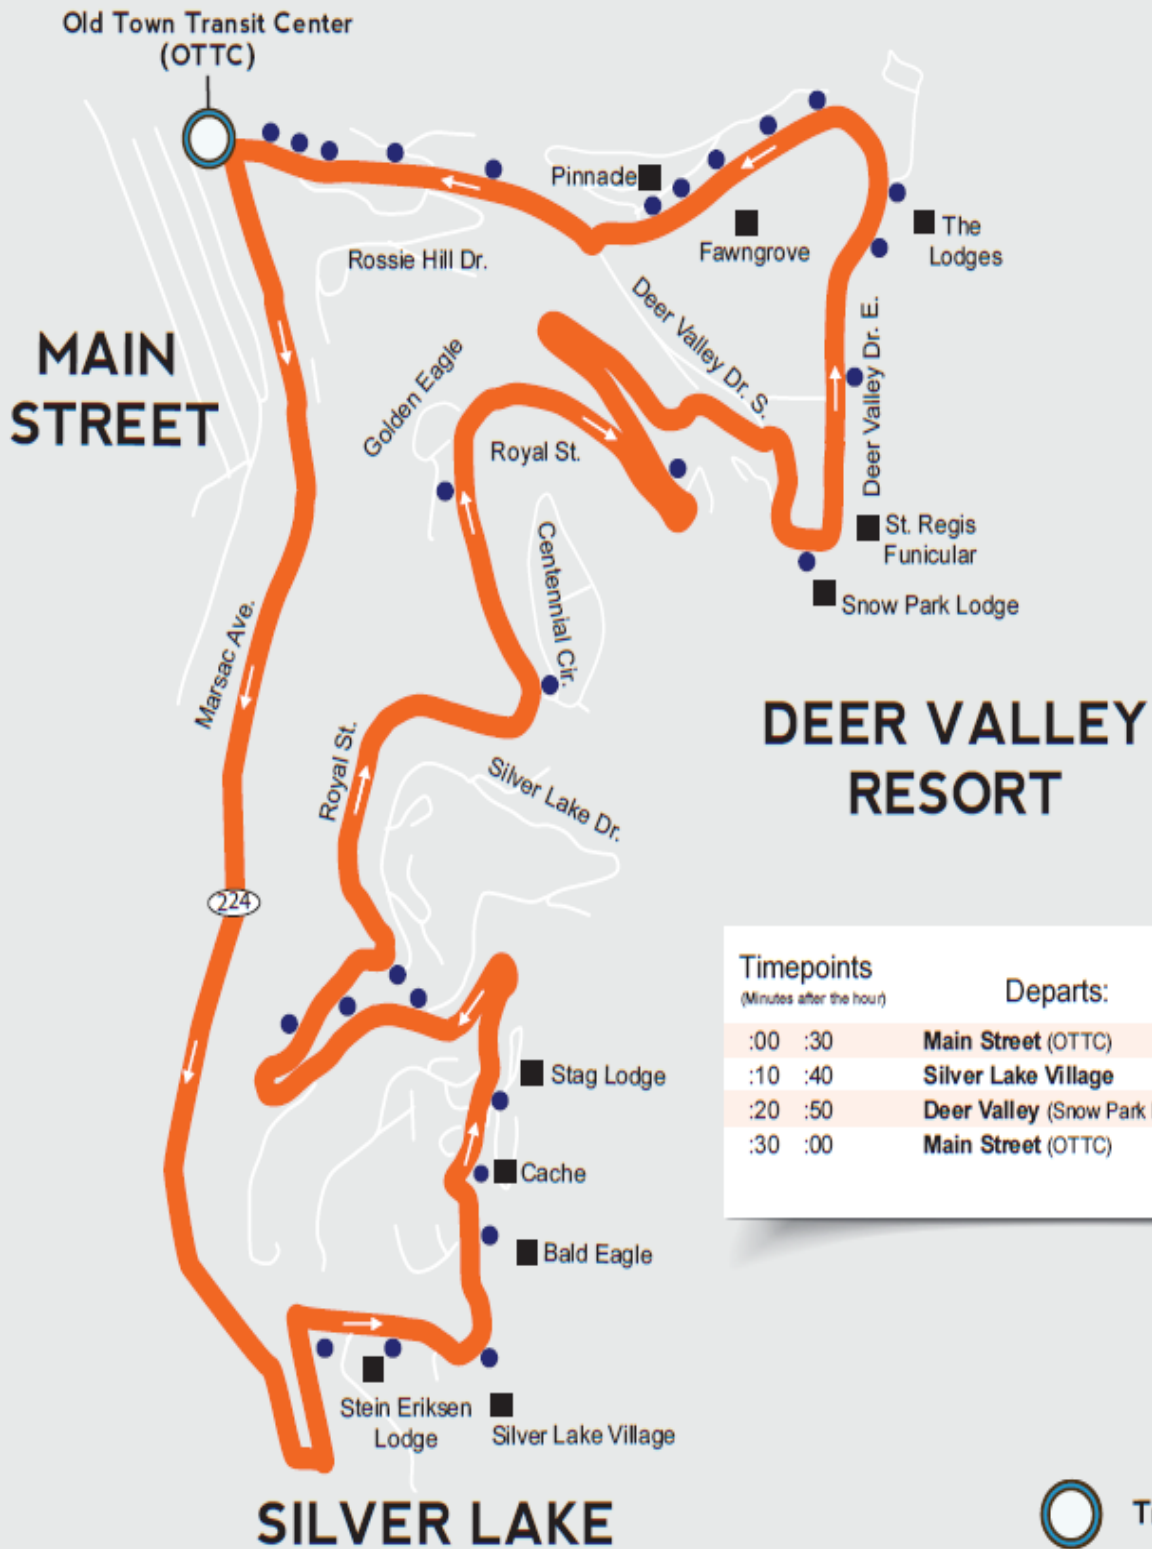 Old Town Transit Center
(OTTC)
Pinnacle
Fawngrove
The
Lodges
Rossie Hill Dr.
Deer Valley Dr. S.
Deer Valley Dr. E.
MAIN
STREET
Golden Eagle
Royal St.
Centennial Cir.
St. Regis
Funicular
Snow Park Lodge
Marsac Ave.
DEER VALLEY
RESORT
Royal St.
Silver Lake Dr.
224
Timepoints
(Minutes after the hour)
Departs:
:00 :30 Main Street (OTTC)
:10 :40 Silver Lake Village
:20 :50 Deer Valley (Snow Park
:30 :00 Main Street (OTTC)
Stag Lodge
Cache
Bald Eagle
Stein Eriksen
Lodge
Silver Lake Village
SILVER LAKE